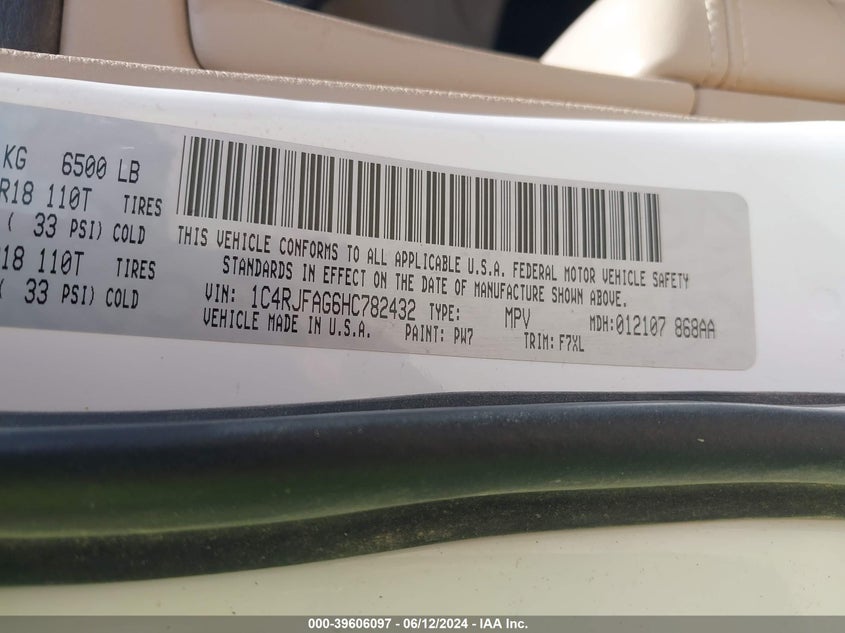 KG 6500 LB
R18 110T TIRES
( 33 PSI) COLD
R18 110T TIRES
( 33 PSI) COLD
THIS VEHICLE CONFORMS TO ALL APPLICABLE U.S.A. FEDERAL MOTOR VEHICLE SAFETY
STANDARDS IN EFFECT ON THE DATE OF MANUFACTURE SHOWN ABOVE.
VIN: 1C4RJFAG6HC782432 TYPE: MPV MDH:012107 868AA
VEHICLE MADE IN U.S.A. PAINT: PW7 TRIM: F7XL
000-39606097 - 06/12/2024 - IAA Inc.